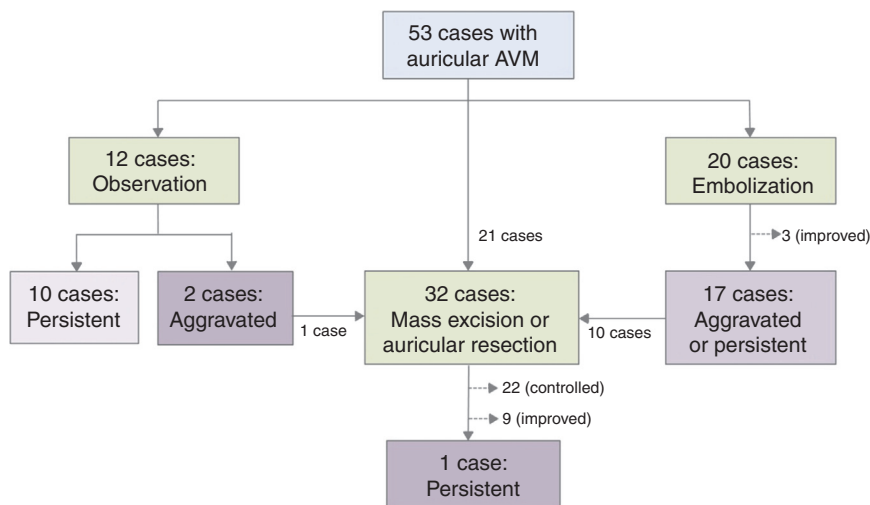 53 cases with
auricular AVM
12 cases:
Observation
20 cases:
Embolization
21 cases
3 (improved)
10 cases:
Persistent
2 cases:
Aggravated
1 case
32 cases:
Mass excision or
auricular resection
10 cases
17 cases:
Aggravated
or persistent
22 (controlled)
9 (improved)
1 case:
Persistent